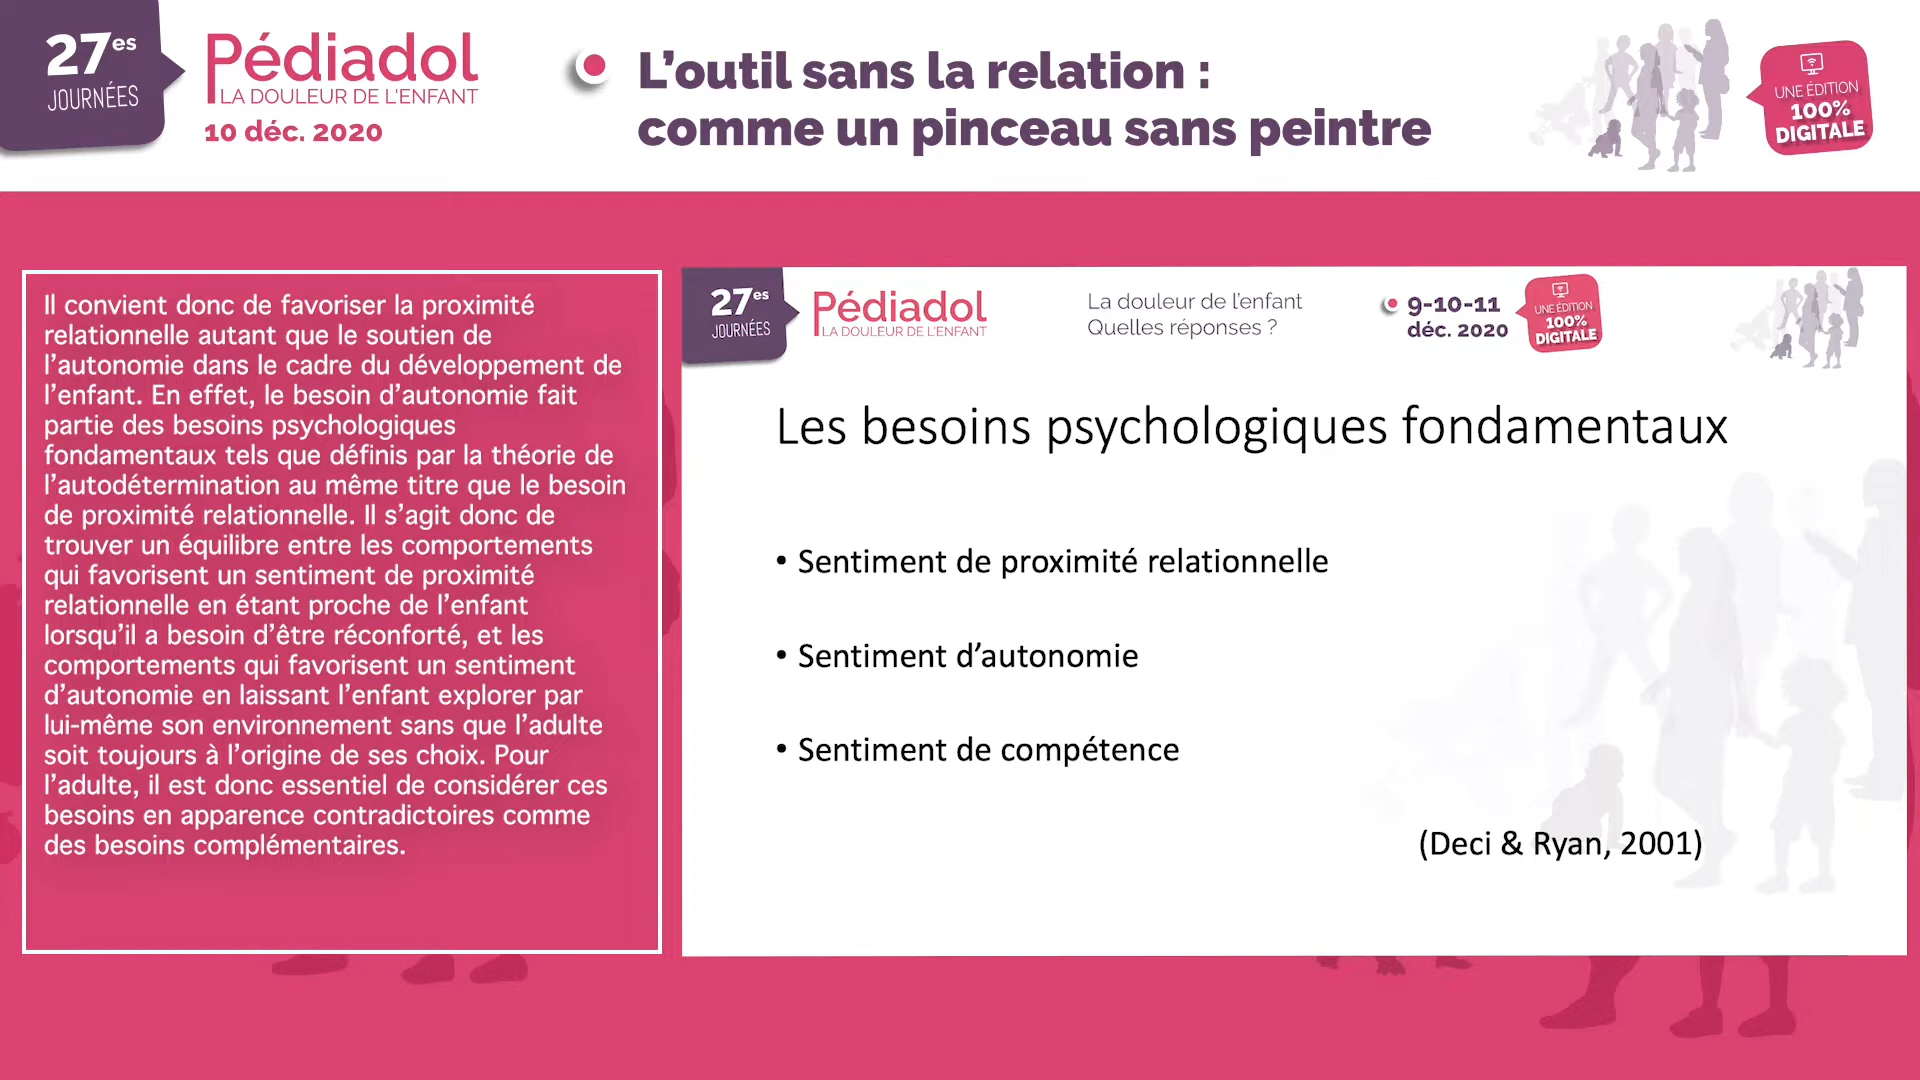 27es
JOURNÉES
Pédiadol
LA DOULEUR DE L'ENFANT
10 déc. 2020
L’outil sans la relation :
comme un pinceau sans peintre
UNE ÉDITION
100%
DIGITALE
Il convient donc de favoriser la proximité
relationnelle autant que le soutien de
l’autonomie dans le cadre du développement de
l’enfant. En effet, le besoin d’autonomie fait
partie des besoins psychologiques
fondamentaux tels que définis par la théorie de
l’autodétermination au même titre que le besoin
de proximité relationnelle. Il s’agit donc de
trouver un équilibre entre les comportements
qui favorisent un sentiment de proximité
relationnelle en étant proche de l’enfant
lorsqu’il a besoin d’être réconforté, et les
comportements qui favorisent un sentiment
d’autonomie en laissant l’enfant explorer par
lui-même son environnement sans que l’adulte
soit toujours à l’origine de ses choix. Pour
l’adulte, il est donc essentiel de considérer ces
besoins en apparence contradictoires comme
des besoins complémentaires.
27es
JOURNÉES
Pédiadol
LA DOULEUR DE L'ENFANT
La douleur de l’enfant
Quelles réponses ?
9-10-11
déc. 2020
UNE ÉDITION
100%
DIGITALE
Les besoins psychologiques fondamentaux
• Sentiment de proximité relationnelle
• Sentiment d’autonomie
• Sentiment de compétence
(Deci & Ryan, 2001)